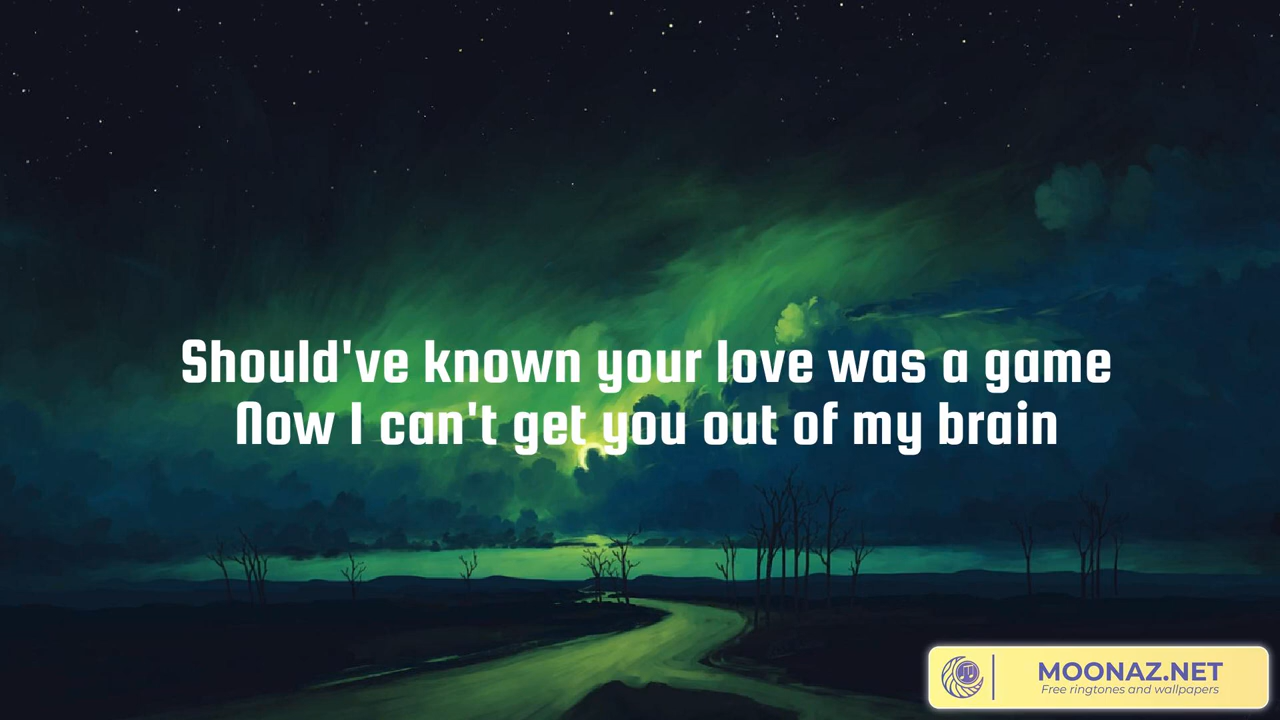 Should've known your love was a game
Now I can't get you out of my brain
MOONAZ.NET
Free ringtones and wallpapers